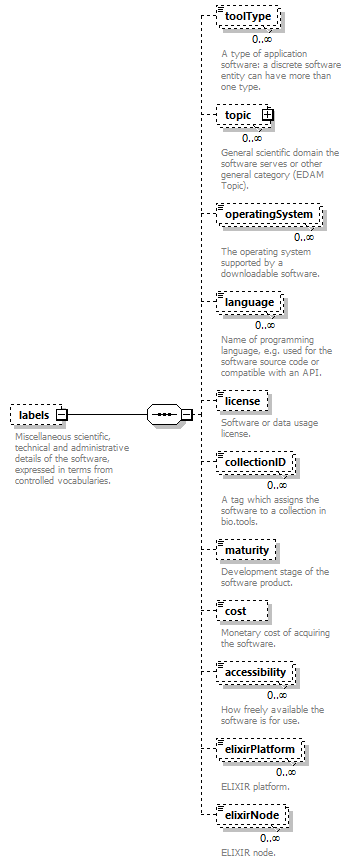 toolType
0..∞
A type of application
software: a discrete software
entity can have more than
one type.
topic
0..∞
General scientific domain the
software serves or other
general category (EDAM
Topic).
operatingSystem
0..∞
The operating system
supported by a
downloadable software.
language
0..∞
Name of programming
language, e.g. used for the
software source code or
compatible with an API.
labels
Miscellaneous scientific,
technical and administrative
details of the software,
expressed in terms from
controlled vocabularies.
license
Software or data usage
license.
collectionID
0..∞
A tag which assigns the
software to a collection in
bio.tools.
maturity
Development stage of the
software product.
cost
Monetary cost of acquiring
the software.
accessibility
0..∞
How freely available the
software is for use.
elixirPlatform
0..∞
ELIXIR platform.
elixirNode
0..∞
ELIXIR node.